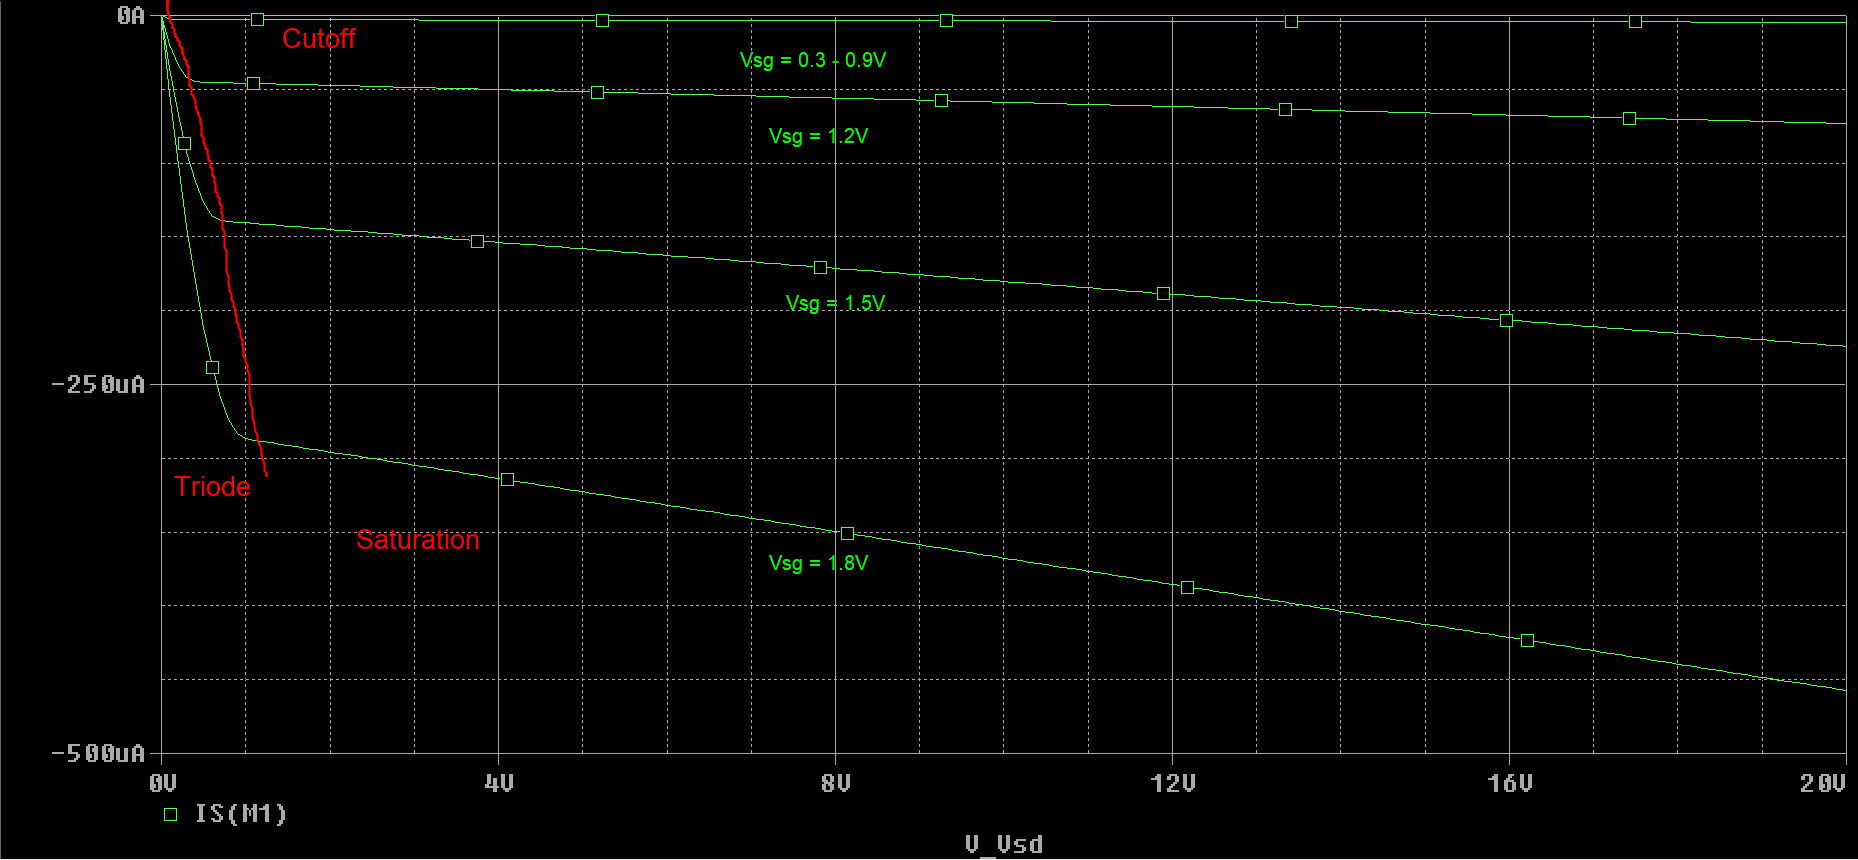 0A
Cutoff
Vsg = 0.3 - 0.9V
Vsg = 1.2V
Vsg = 1.5V
-250uA
Triode
Saturation
Vsg = 1.8V
-500uA
0V 4V 8V 12V 16V 20V
IS(M1)
V_Vsd